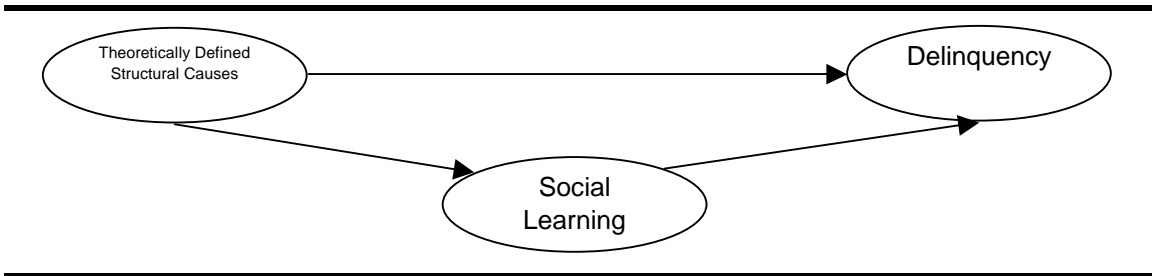 Theoretically Defined
Structural Causes
Delinquency
Social
Learning